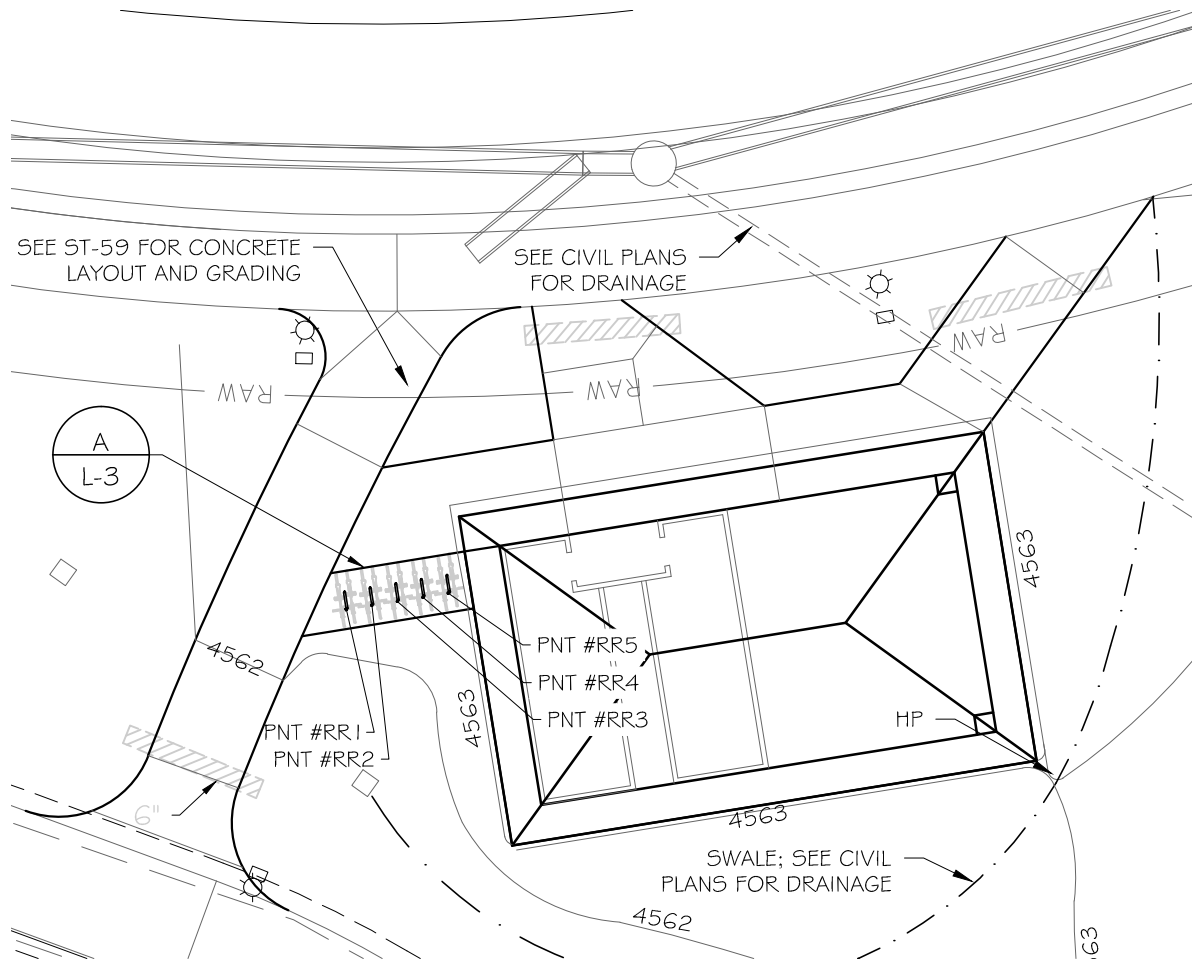 SEE ST-59 FOR CONCRETE
LAYOUT AND GRADING
SEE CIVIL PLANS
FOR DRAINAGE
RAW
RAW
RAW
A
L-3
4563
4562
PNT #RR5
PNT #RR4
PNT #RR3
4563
PNT #RR1
PNT #RR2
HP
6"
4563
SWALE; SEE CIVIL
PLANS FOR DRAINAGE
4562